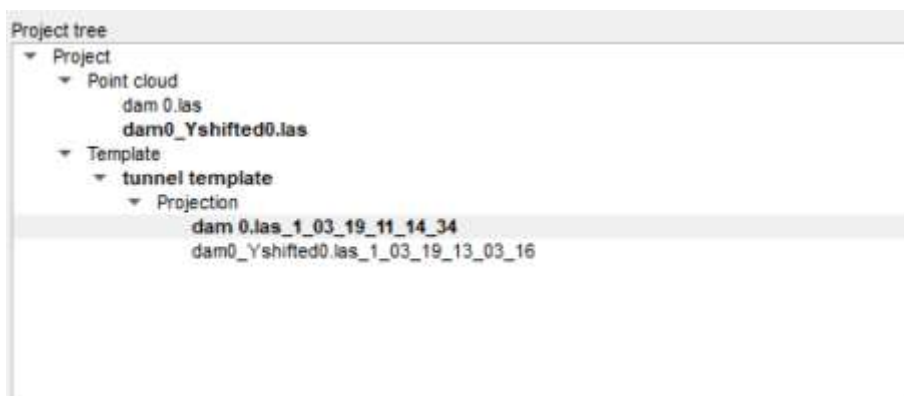 Project tree
Project
Point cloud
dam 0.las
dam0_Yshifted0.las
Template
tunnel template
Projection
dam 0.las_1_03_19_11_14_34
dam0_Yshifted0.las_1_03_19_13_03_16